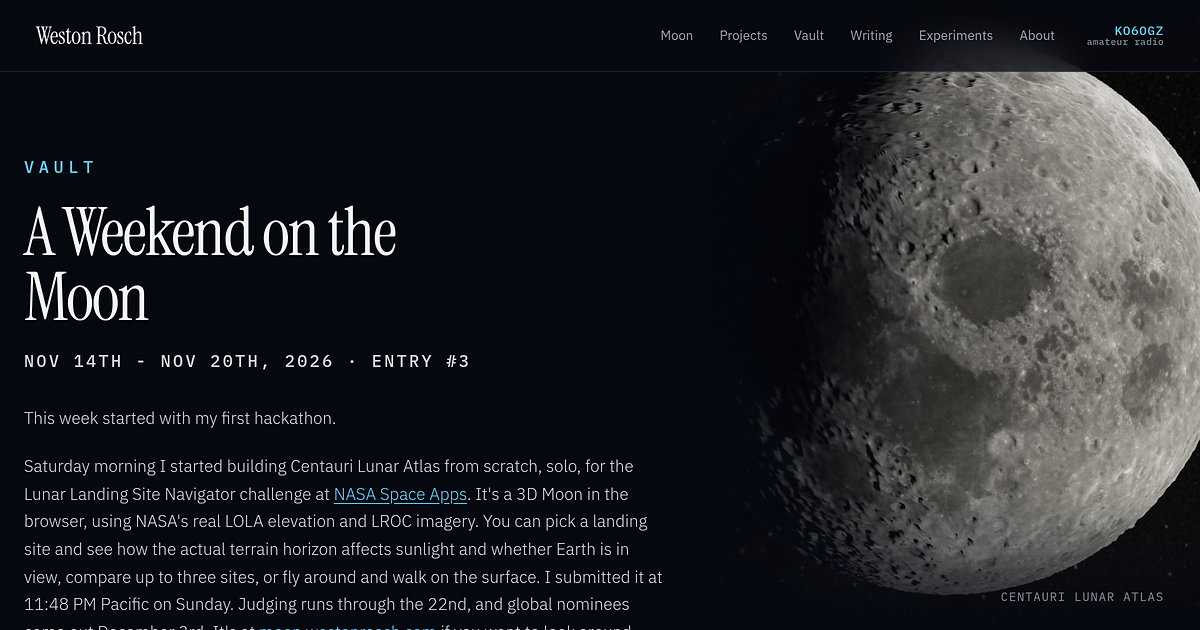 Weston Rosch
Moon Projects Vault Writing Experiments About
KO6OGZ
amateur radio
VAULT
A Weekend on the
Moon
NOV 14TH - NOV 20TH, 2026 · ENTRY #3
This week started with my first hackathon.
Saturday morning I started building Centauri Lunar Atlas from scratch, solo, for the
Lunar Landing Site Navigator challenge at NASA Space Apps. It's a 3D Moon in the
browser, using NASA's real LOLA elevation and LROC imagery. You can pick a landing
site and see how the actual terrain horizon affects sunlight and whether Earth is in
view, compare up to three sites, or fly around and walk on the surface. I submitted it at
11:48 PM Pacific on Sunday. Judging runs through the 22nd, and global nominees
CENTAURI LUNAR ATLAS